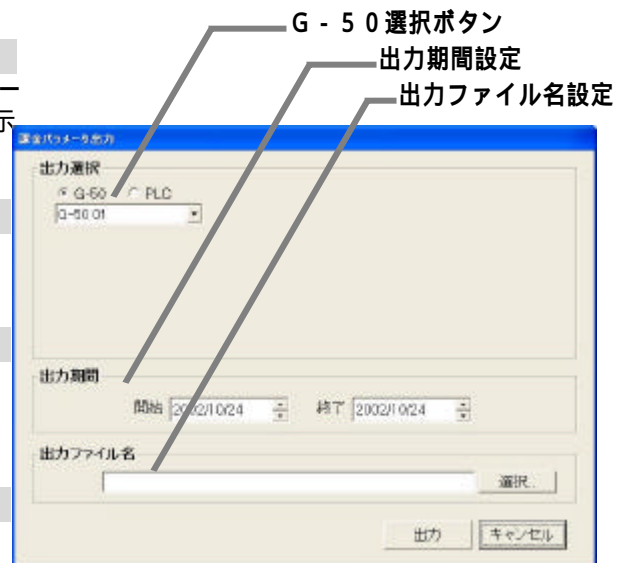 G-50選択ボタン
出力期間設定
出力ファイル名設定
示
課金パラメータ出力
出力選択
G-50 PLC
G-50 01
出力期間
開始 2002/10/24 終了 2002/10/24
出力ファイル名
選択...
出力 キャンセル